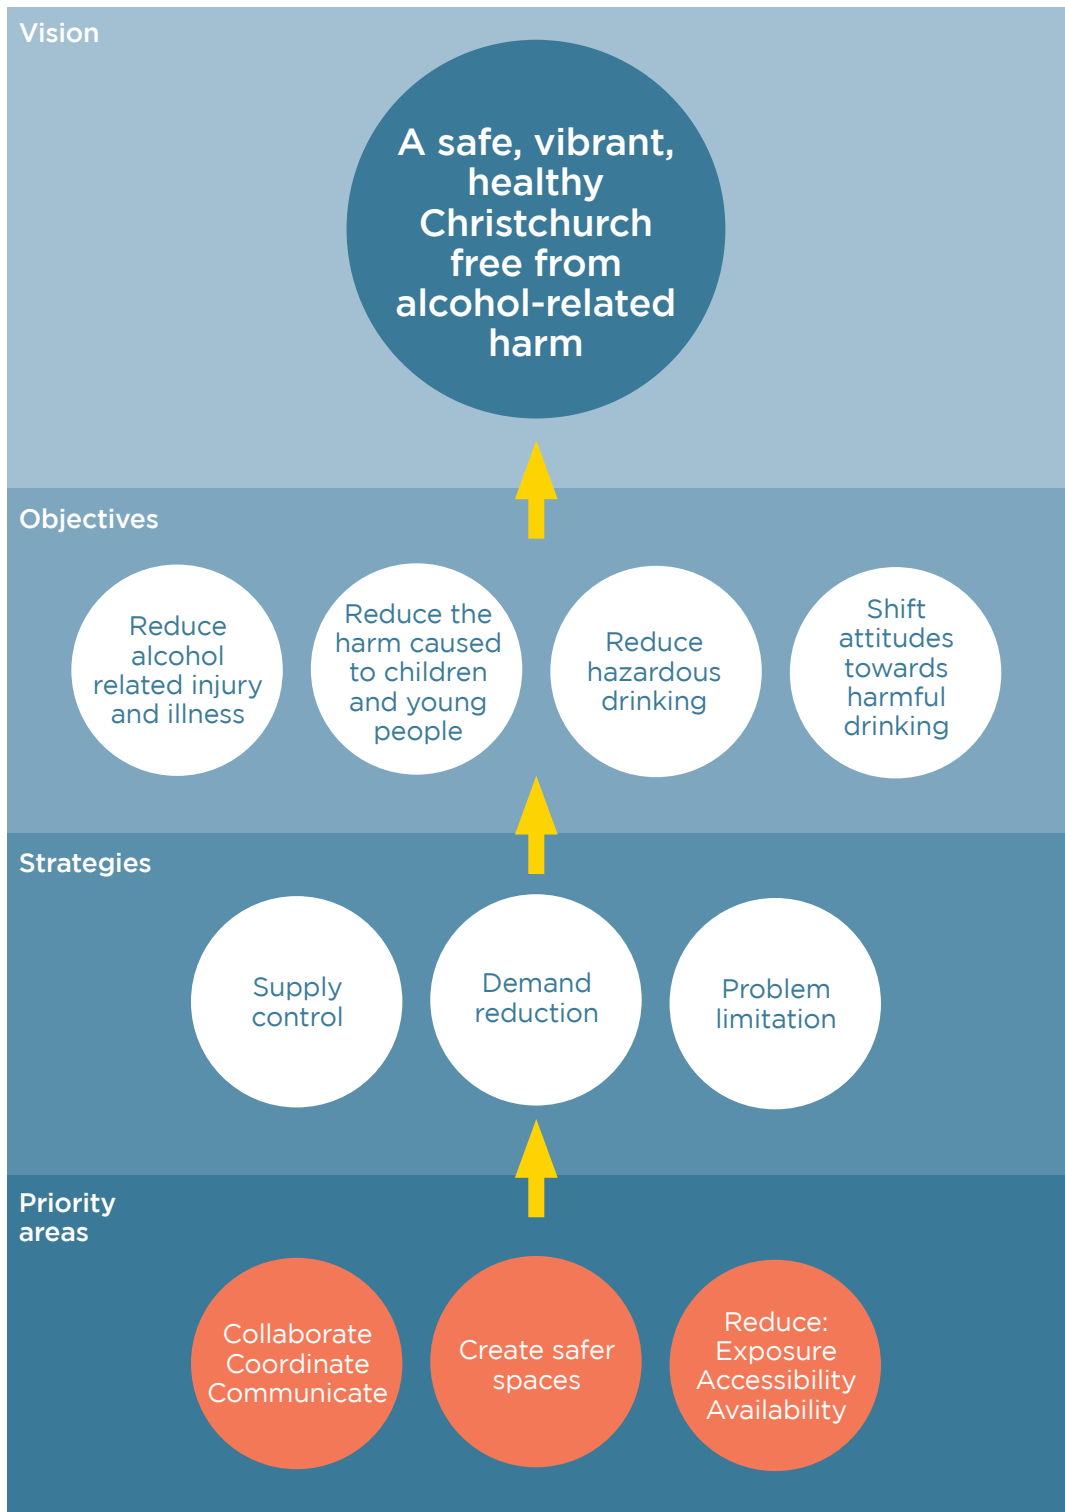 Vision
A safe, vibrant,
healthy
Christchurch
free from
alcohol-related
harm
Objectives
Reduce
alcohol
related injury
and illness
Reduce the
harm caused
to children
and young
people
Reduce
hazardous
drinking
Shift
attitudes
towards
harmful
drinking
Strategies
Supply
control
Demand
reduction
Problem
limitation
Priority
areas
Collaborate
Coordinate
Communicate
Create safer
spaces
Reduce:
Exposure
Accessibility
Availability